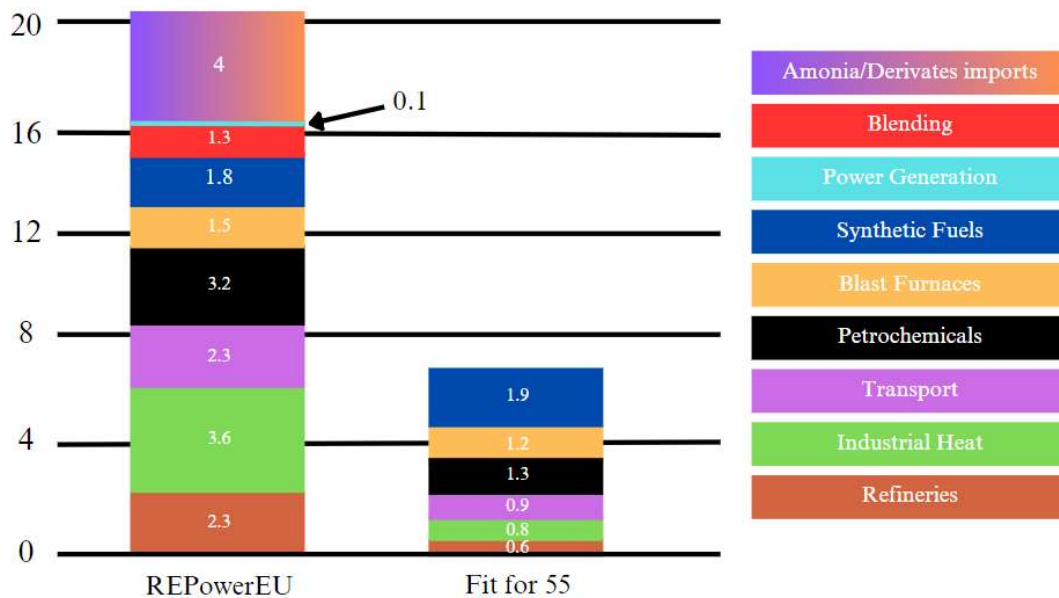 20
16
12
8
4
0
4
0.1
1.3
1.8
1.5
3.2
2.3
3.6
2.3
1.9
1.2
1.3
0.9
0.8
0.6
REPowerEU
Fit for 55
Amonia/Derivates imports
Blending
Power Generation
Synthetic Fuels
Blast Furnaces
Petrochemicals
Transport
Industrial Heat
Refineries